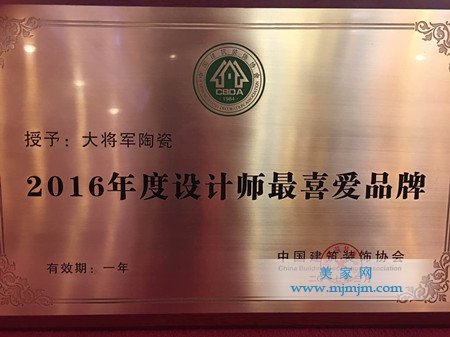 CBDA
1984
授予：大将军陶瓷
2016年度设计师最喜爱品牌
有效期：一年
中国建筑装饰协会
China Building Association
美家网
www.mjmjm.com